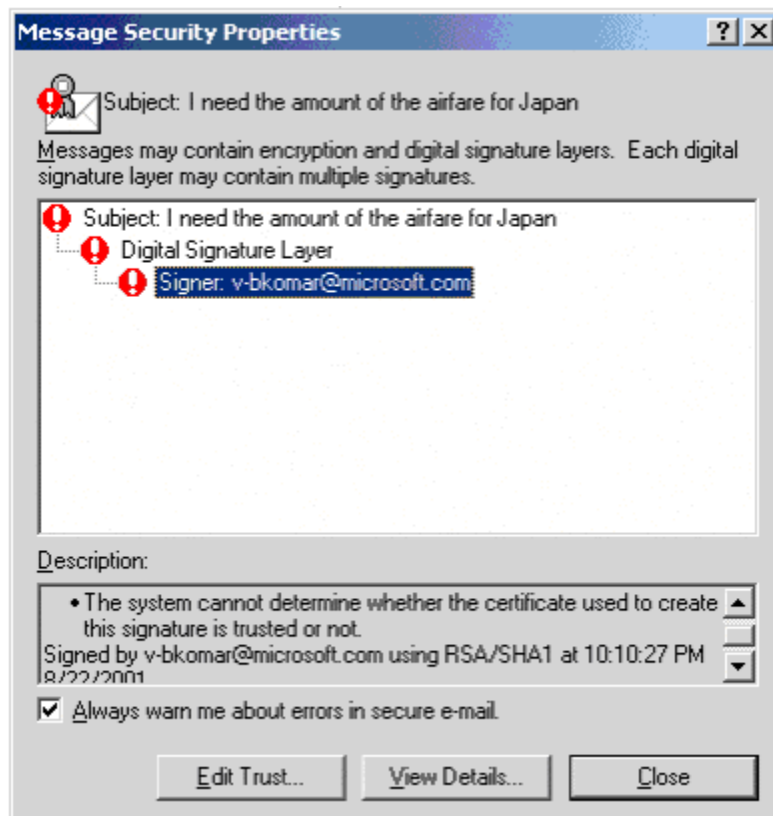 Message Security Properties
Subject: I need the amount of the airfare for Japan
Messages may contain encryption and digital signature layers. Each digital
signature layer may contain multiple signatures.
Subject: I need the amount of the airfare for Japan
Digital Signature Layer
Signer: v-bkomar@microsoft.com
Description:
• The system cannot determine whether the certificate used to create
this signature is trusted or not.
Signed by v-bkomar@microsoft.com using RSA/SHA1 at 10:10:27 PM
8/22/2001
Always warn me about errors in secure e-mail.
Edit Trust... View Details... Close